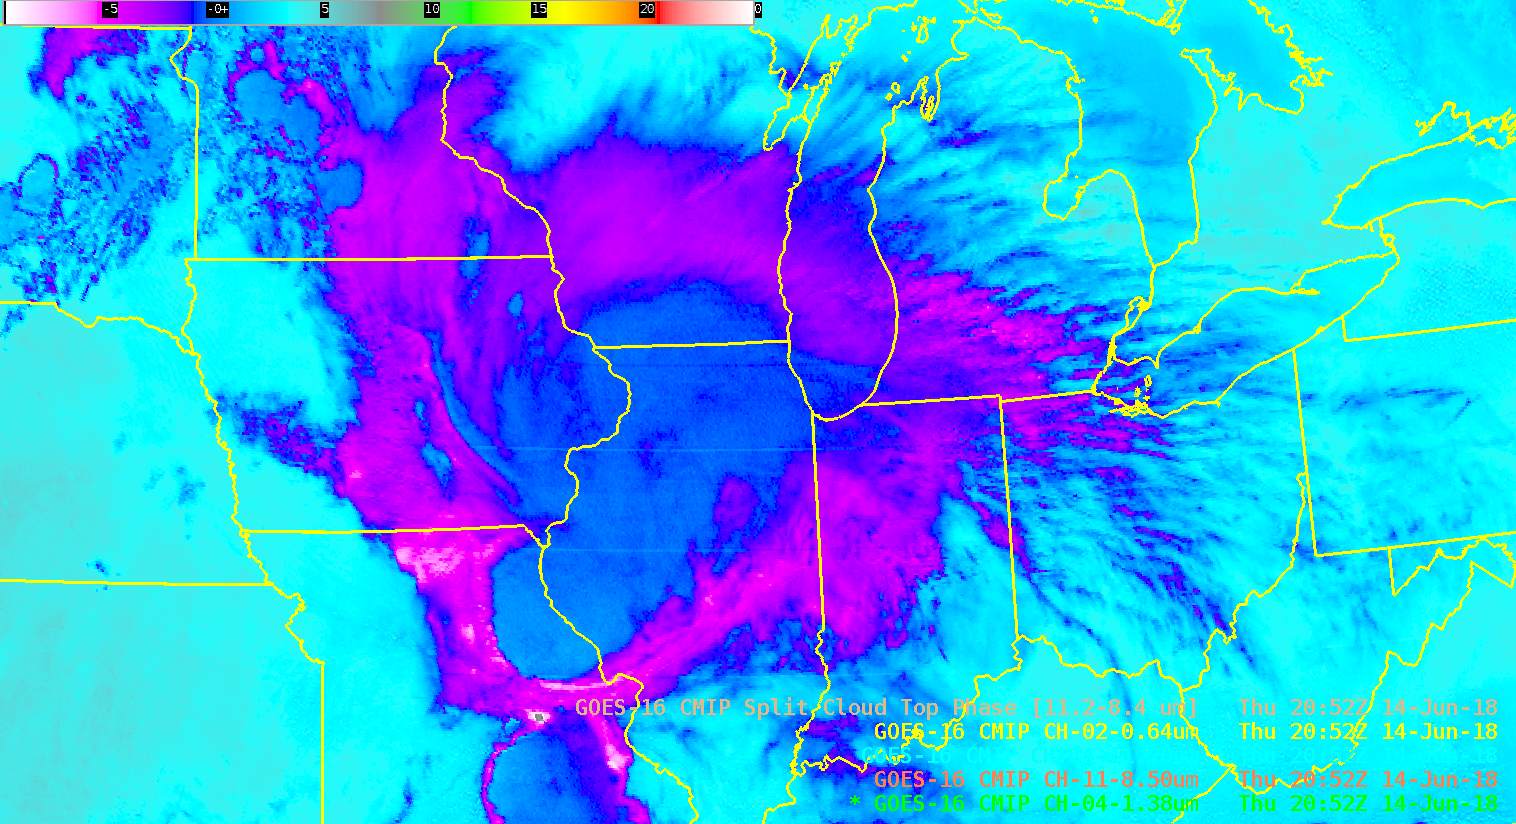 -5 -0+ 5 10 15 20 0
GOES-16 CMIP Split Cloud Top Phase [11.2-8.4 um] Thu 20:52Z 14-Jun-18
GOES-16 CMIP CH-02-0.64um Thu 20:52Z 14-Jun-18
GOES-16
GOES-16 CMIP CH-11-8.50um Thu 20:52Z 14-Jun-18
* GOES-16 CMIP CH-04-1.38um Thu 20:52Z 14-Jun-18